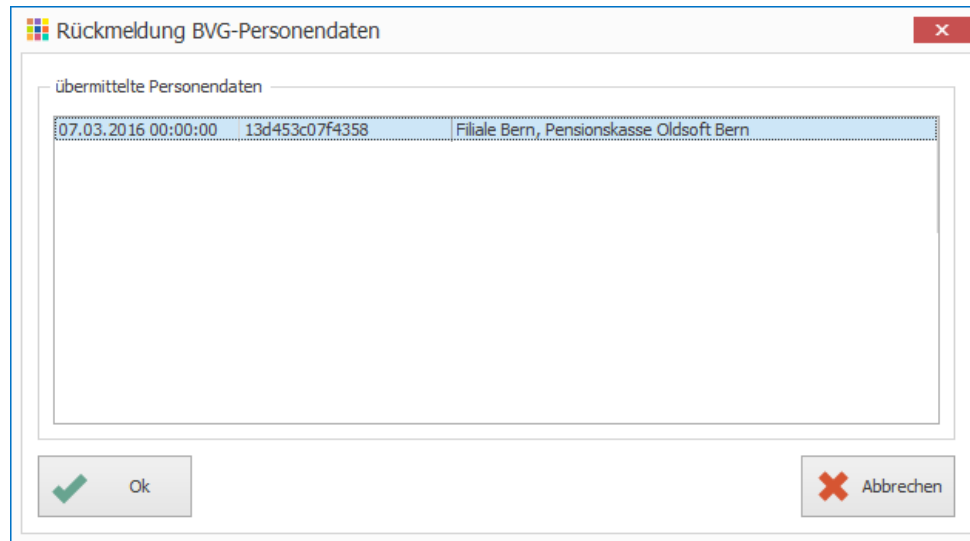 Rückmeldung BVG-Personendaten
übermittelte Personendaten
07.03.2016 00:00:00 13d453c07f4358 Filiale Bern, Pensionskasse Oldsoft Bern
Ok Abbrechen